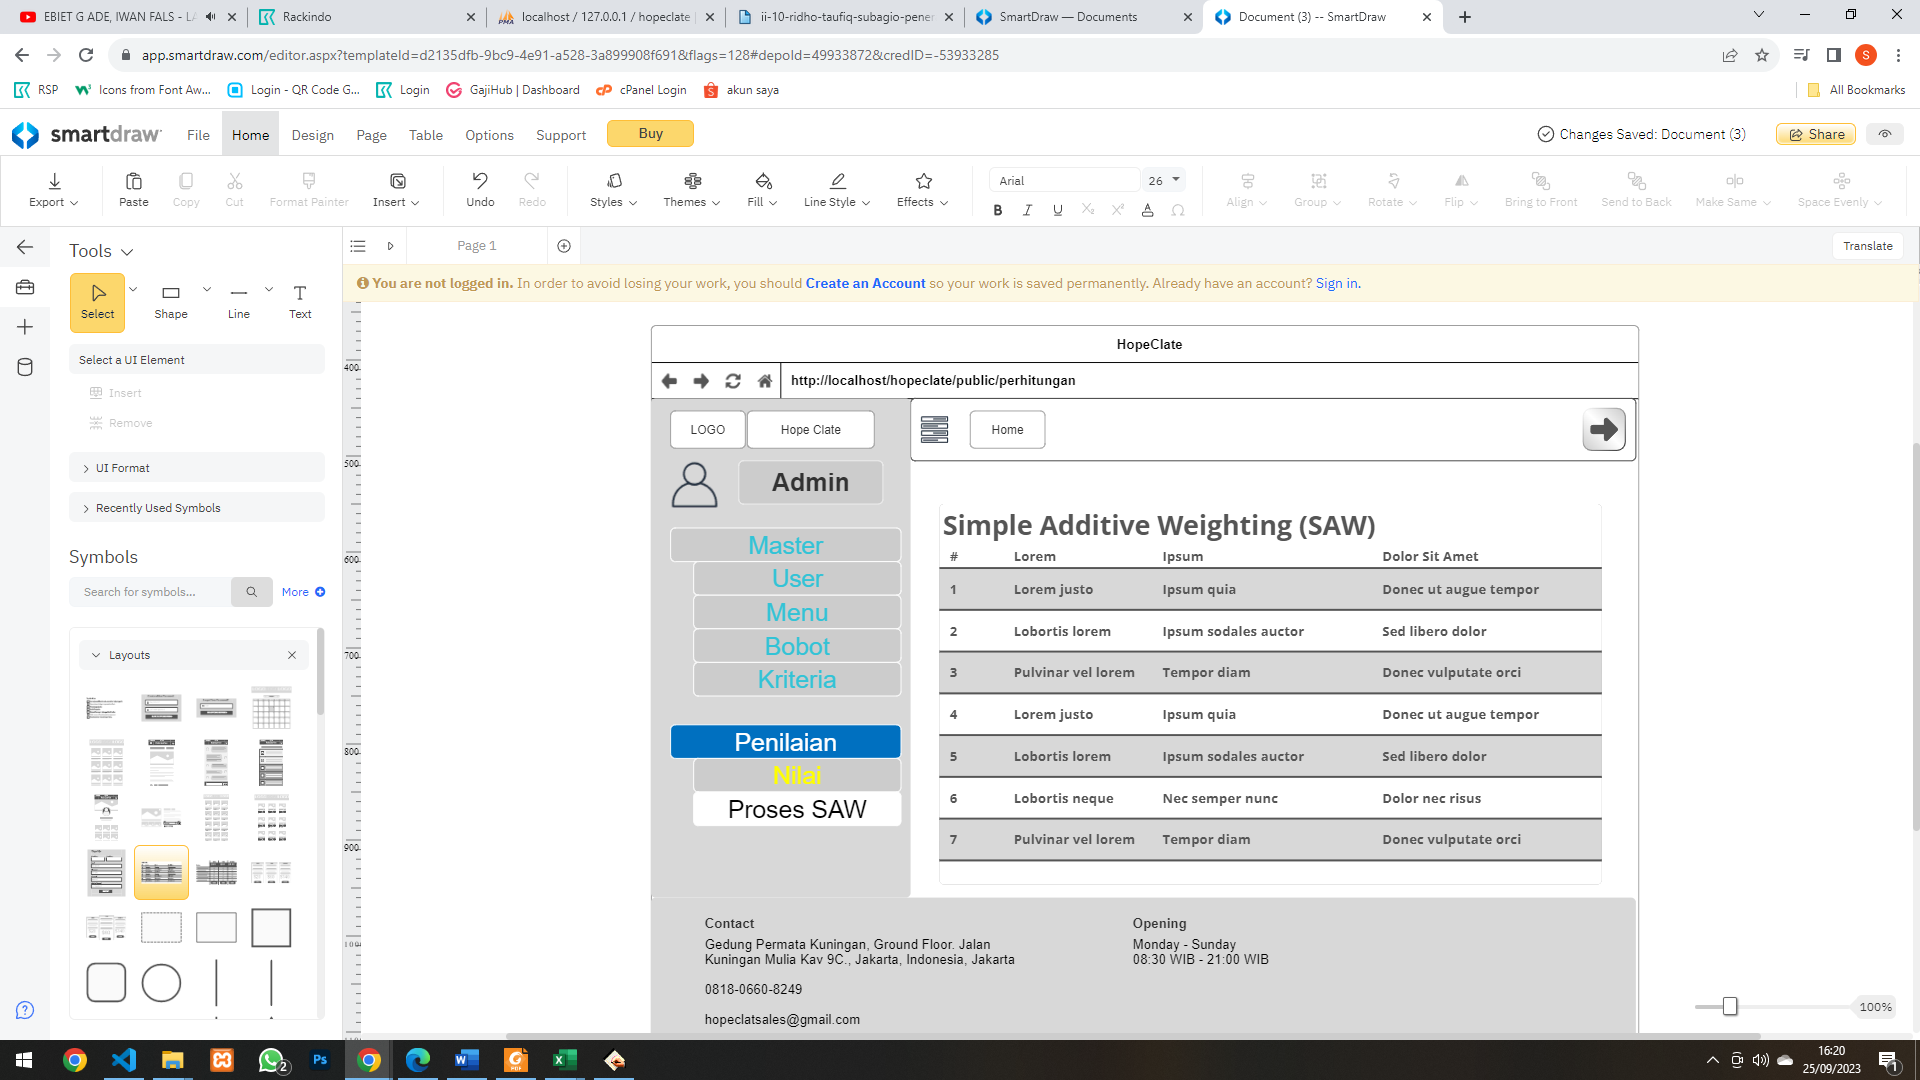 EBIET G ADE, IWAN FALS - LA
Rackindo
localhost / 127.0.0.1 / hopeclate
ii-10-ridho-taufiq-subagio-pener
SmartDraw — Documents
Document (3) -- SmartDraw
app.smartdraw.com/editor.aspx?templateId=d2135dfb-9bc9-4e91-a528-3a899908f691&flags=128#depoId=49933872&credID=-53933285
S
RSP
Icons from Font Aw...
Login - QR Code G...
Login
GajiHub | Dashboard
cPanel Login
akun saya
All Bookmarks
smartdraw
File
Home
Design
Page
Table
Options
Support
Buy
Changes Saved: Document (3)
Share
Export
Paste
Copy
Cut
Format Painter
Insert
Undo
Redo
Styles
Themes
Fill
Line Style
Effects
Arial
26
B I U X₂ X² A Ω
Align
Group
Rotate
Flip
Bring to Front
Send to Back
Make Same
Space Evenly
Tools
Page 1
Translate
You are not logged in. In order to avoid losing your work, you should Create an Account so your work is saved permanently. Already have an account? Sign in.
Select
Shape
Line
Text
Select a UI Element
Insert
Remove
UI Format
Recently Used Symbols
Symbols
Search for symbols...
More
Layouts
400
500
600
700
800
900
HopeClate
http://localhost/hopeclate/public/perhitungan
LOGO
Hope Clate
Home
Admin
Master
User
Menu
Bobot
Kriteria
Penilaian
Nilai
Proses SAW
Simple Additive Weighting (SAW)
# Lorem Ipsum Dolor Sit Amet
1 Lorem justo Ipsum quia Donec ut augue tempor
2 Lobortis lorem Ipsum sodales auctor Sed libero dolor
3 Pulvinar vel lorem Tempor diam Donec vulputate orci
4 Lorem justo Ipsum quia Donec ut augue tempor
5 Lobortis lorem Ipsum sodales auctor Sed libero dolor
6 Lobortis neque Nec semper nunc Dolor nec risus
7 Pulvinar vel lorem Tempor diam Donec vulputate orci
Contact
Gedung Permata Kuningan, Ground Floor. Jalan
Kuningan Mulia Kav 9C., Jakarta, Indonesia, Jakarta
0818-0660-8249
hopeclatsales@gmail.com
Opening
Monday - Sunday
08:30 WIB - 21:00 WIB
100%
2
Ps
16:20
25/09/2023
1